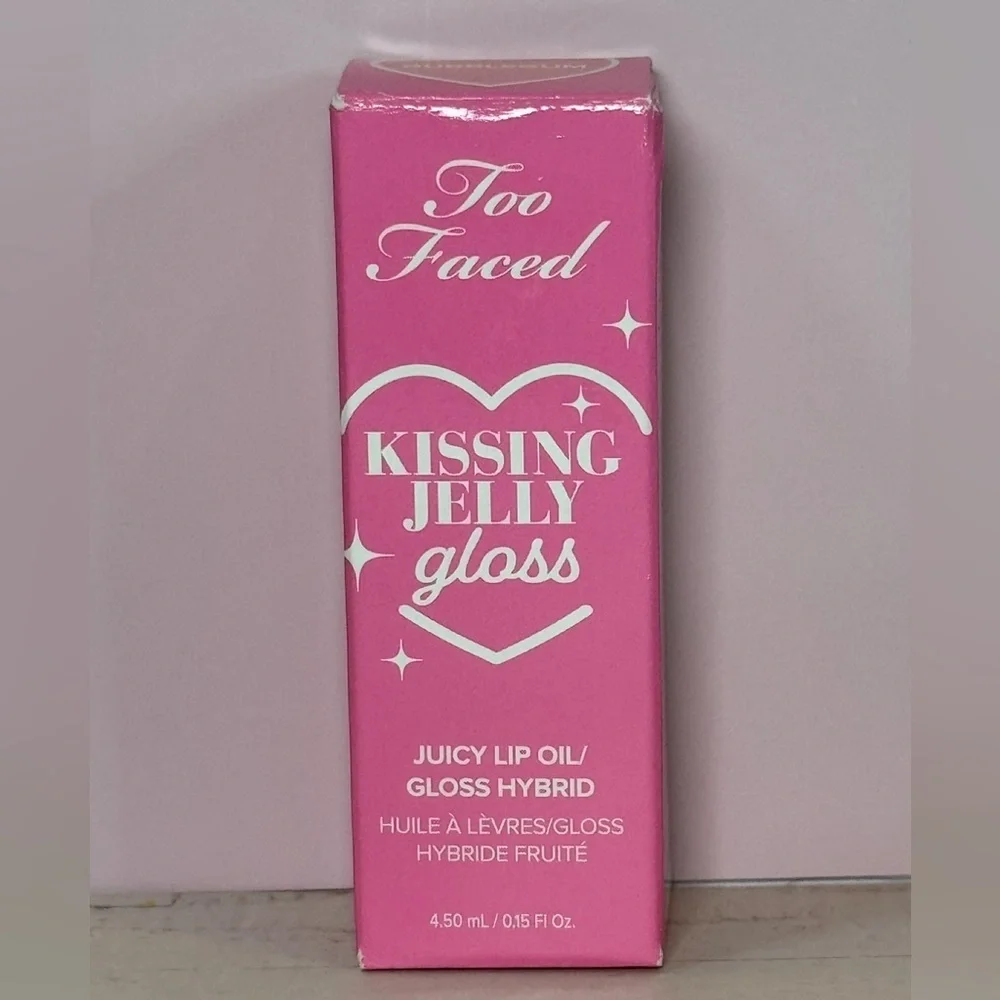 BUBBLEGUM
Too
Faced
KISSING
JELLY
gloss
JUICY LIP OIL/
GLOSS HYBRID
HUILE À LÈVRES/GLOSS
HYBRIDE FRUITÉ
4.50 mL / 0.15 Fl Oz.